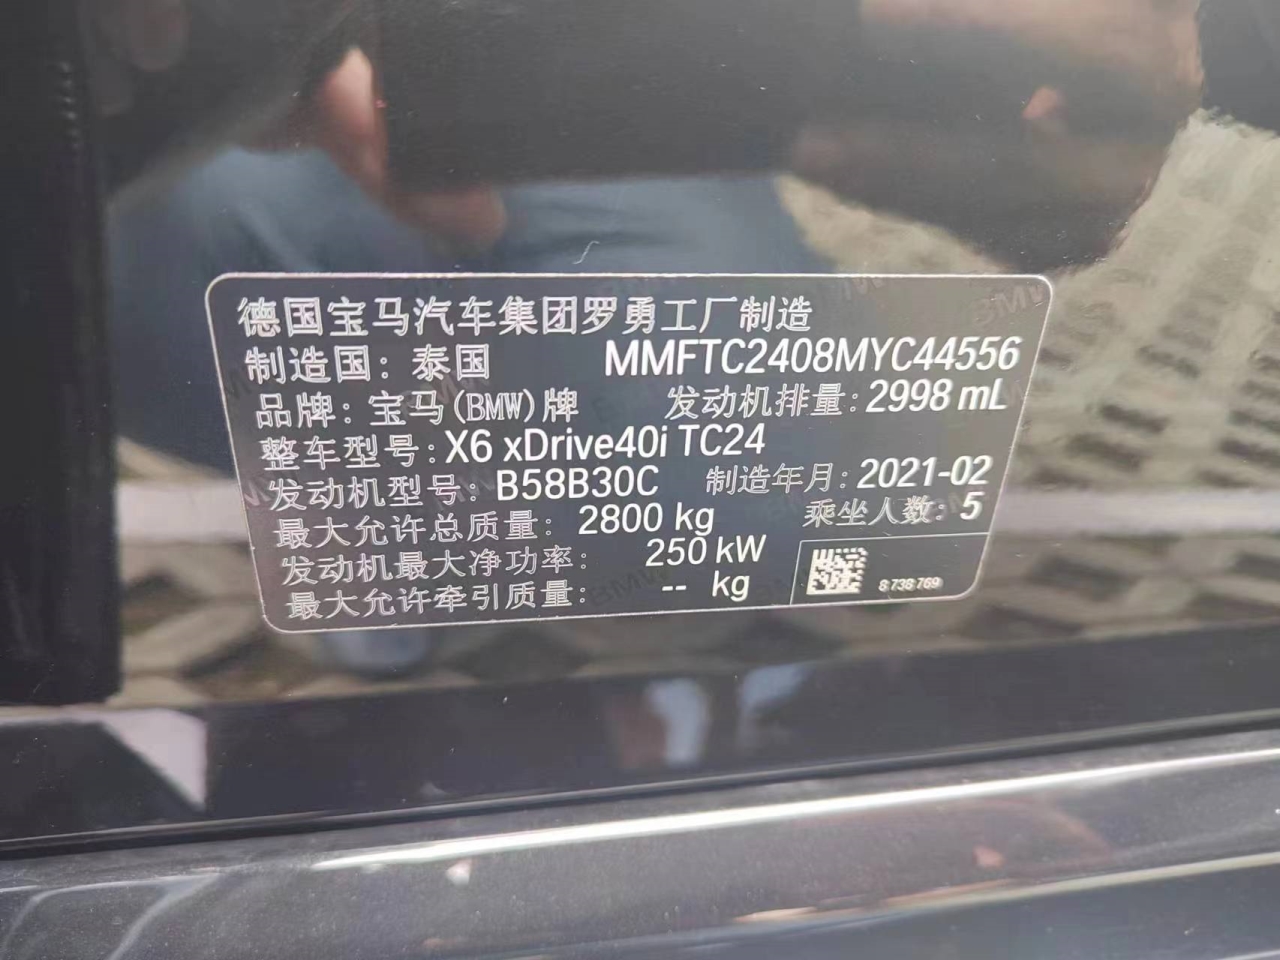 德国宝马汽车集团罗勇工厂制造
制造国: 泰国 MMFTC2408MYC44556
品牌: 宝马(BMW)牌 发动机排量: 2998 mL
整车型号: X6 xDrive40i TC24
发动机型号: B58B30C 制造年月: 2021-02
最大允许总质量: 2800 kg 乘坐人数: 5
发动机最大净功率: 250 kW
最大允许牵引质量: -- kg
8 738 769